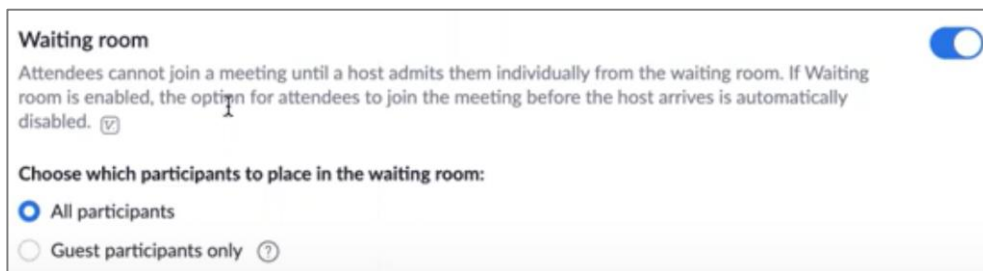 Waiting room
Attendees cannot join a meeting until a host admits them individually from the waiting room. If Waiting
room is enabled, the option for attendees to join the meeting before the host arrives is automatically
disabled.
Choose which participants to place in the waiting room:
All participants
Guest participants only